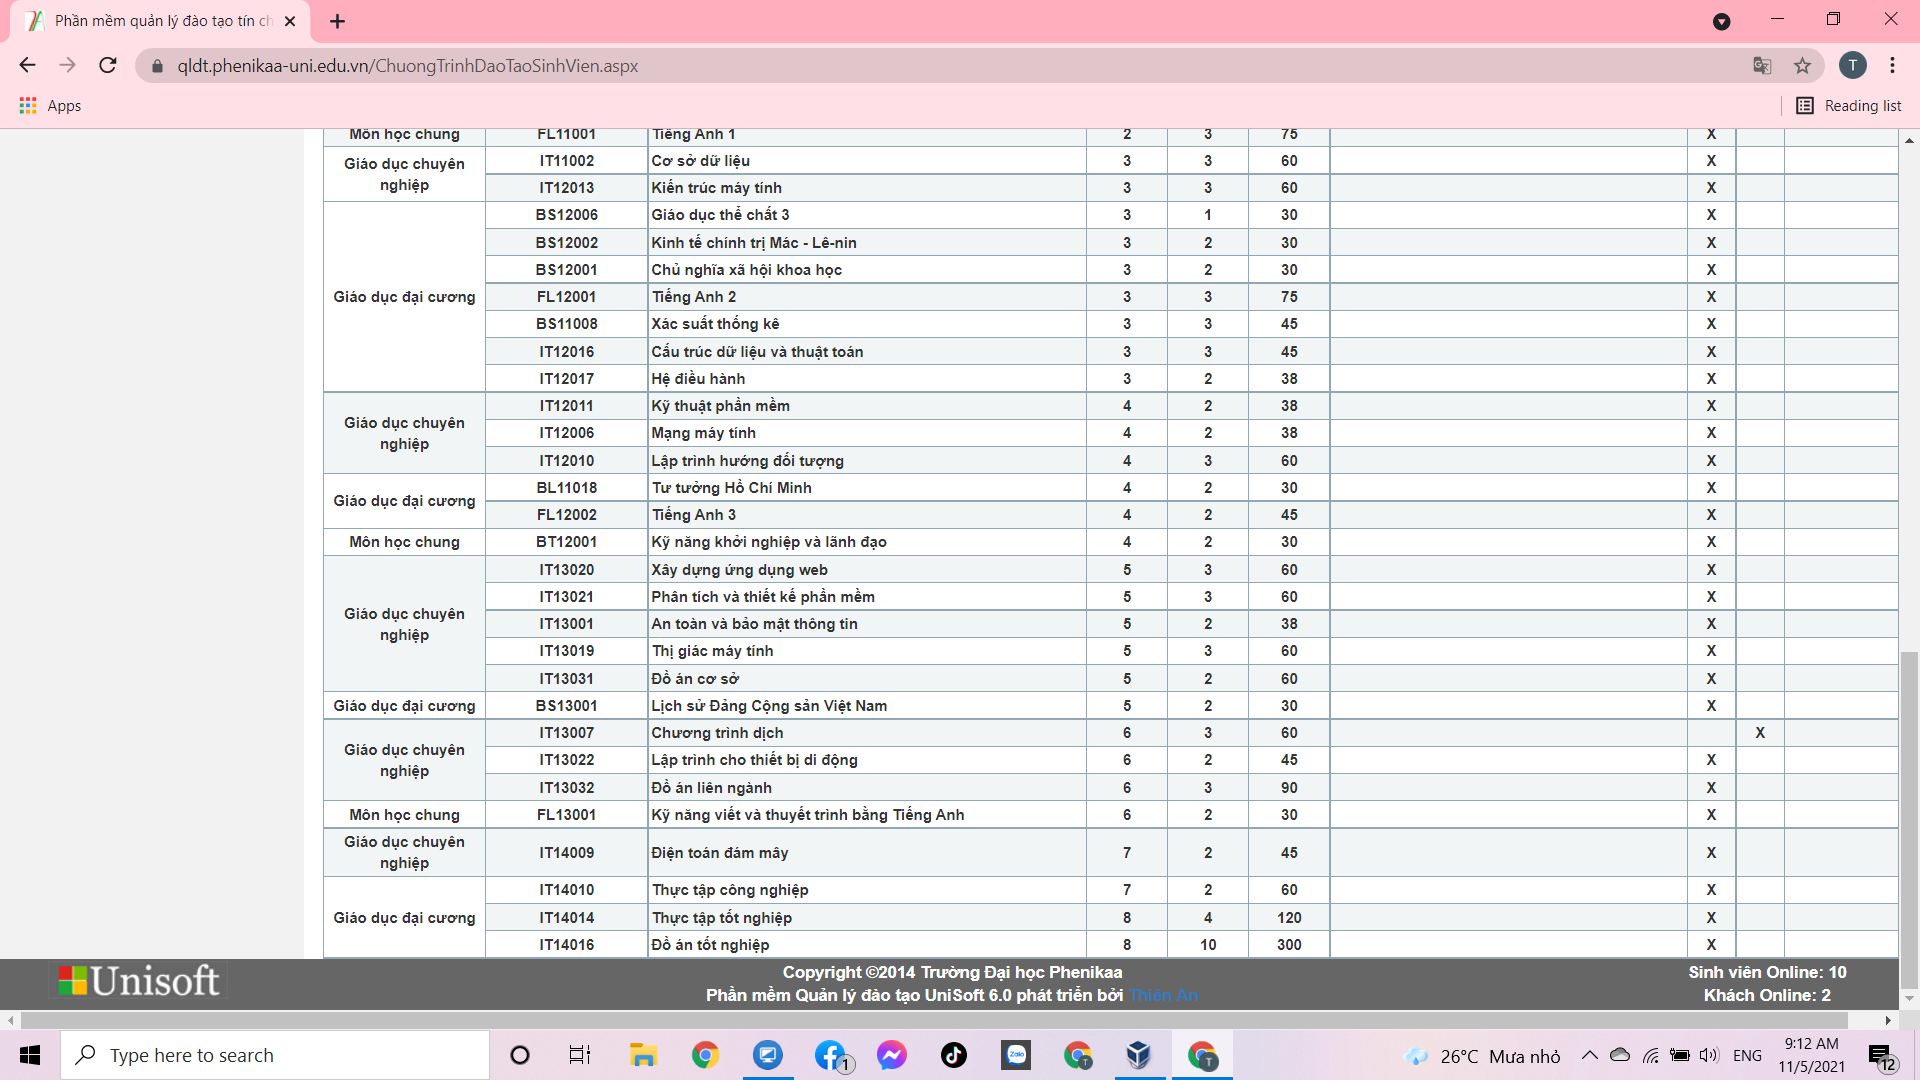 Phần mềm quản lý đào tạo tín ch
qldt.phenikaa-uni.edu.vn/ChuongTrinhDaoTaoSinhVien.aspx
T
Apps
Reading list
Môn học chung FL11001 Tiếng Anh 1 2 3 75 X
Giáo dục chuyên nghiệp IT11002 Cơ sở dữ liệu 3 3 60 X
IT12013 Kiến trúc máy tính 3 3 60 X
Giáo dục đại cương BS12006 Giáo dục thể chất 3 3 1 30 X
BS12002 Kinh tế chính trị Mác - Lê-nin 3 2 30 X
BS12001 Chủ nghĩa xã hội khoa học 3 2 30 X
FL12001 Tiếng Anh 2 3 3 75 X
BS11008 Xác suất thống kê 3 3 45 X
IT12016 Cấu trúc dữ liệu và thuật toán 3 3 45 X
IT12017 Hệ điều hành 3 2 38 X
Giáo dục chuyên nghiệp IT12011 Kỹ thuật phần mềm 4 2 38 X
IT12006 Mạng máy tính 4 2 38 X
IT12010 Lập trình hướng đối tượng 4 3 60 X
Giáo dục đại cương BL11018 Tư tưởng Hồ Chí Minh 4 2 30 X
FL12002 Tiếng Anh 3 4 2 45 X
Môn học chung BT12001 Kỹ năng khởi nghiệp và lãnh đạo 4 2 30 X
Giáo dục chuyên nghiệp IT13020 Xây dựng ứng dụng web 5 3 60 X
IT13021 Phân tích và thiết kế phần mềm 5 3 60 X
IT13001 An toàn và bảo mật thông tin 5 2 38 X
IT13019 Thị giác máy tính 5 3 60 X
IT13031 Đồ án cơ sở 5 2 60 X
Giáo dục đại cương BS13001 Lịch sử Đảng Cộng sản Việt Nam 5 2 30 X
Giáo dục chuyên nghiệp IT13007 Chương trình dịch 6 3 60 X
IT13022 Lập trình cho thiết bị di động 6 2 45 X
IT13032 Đồ án liên ngành 6 3 90 X
Môn học chung FL13001 Kỹ năng viết và thuyết trình bằng Tiếng Anh 6 2 30 X
Giáo dục chuyên nghiệp IT14009 Điện toán đám mây 7 2 45 X
Giáo dục đại cương IT14010 Thực tập công nghiệp 7 2 60 X
IT14014 Thực tập tốt nghiệp 8 4 120 X
IT14016 Đồ án tốt nghiệp 8 10 300 X
Unisoft
Copyright ©2014 Trường Đại học Phenikaa
Phần mềm Quản lý đào tạo UniSoft 6.0 phát triển bởi Thiên An
Sinh viên Online: 10
Khách Online: 2
Type here to search
1
Zalo
T
T
26°C Mưa nhỏ
ENG
9:12 AM
11/5/2021
12